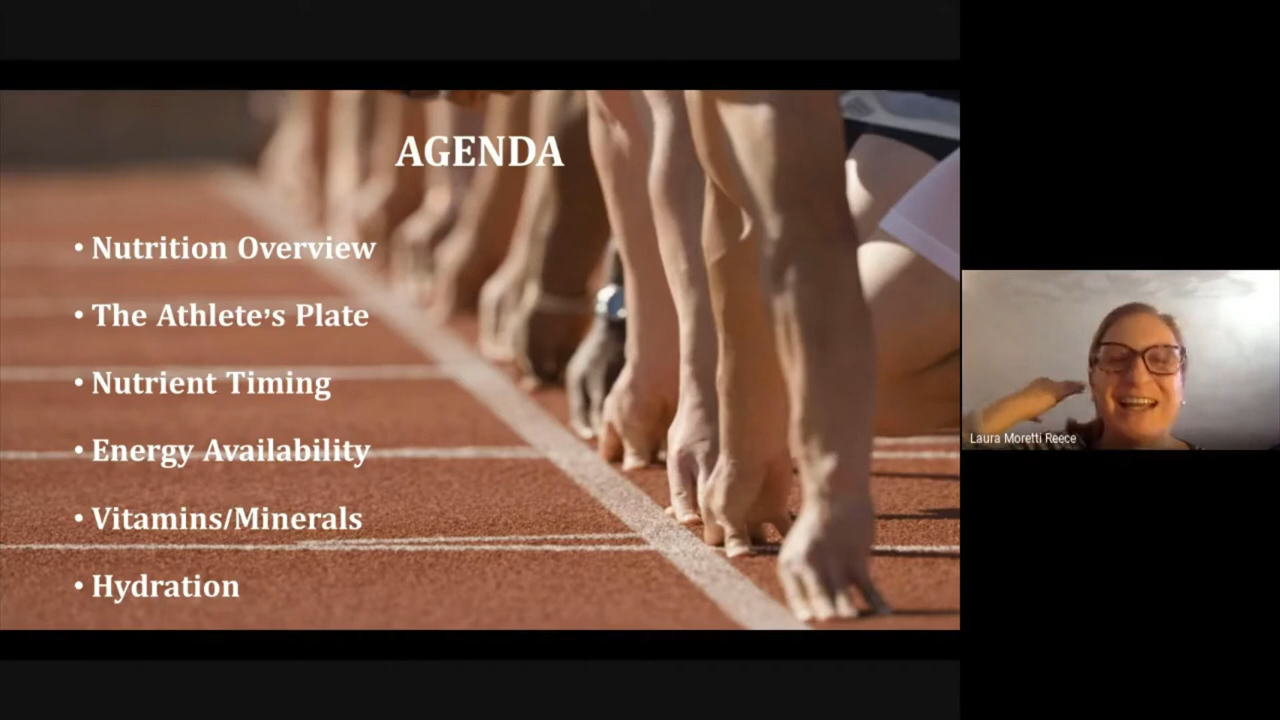 AGENDA
• Nutrition Overview
• The Athlete's Plate
• Nutrient Timing
• Energy Availability
• Vitamins/Minerals
• Hydration
Laura Moretti Reece